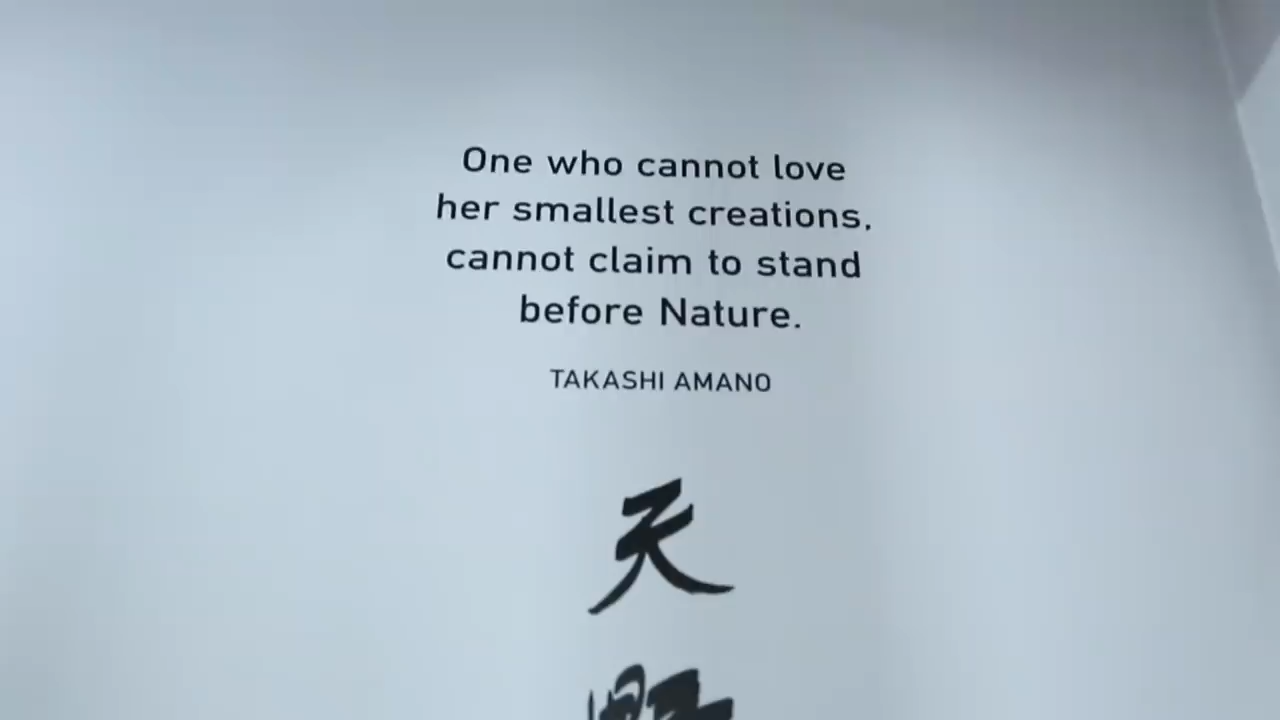 One who cannot love
her smallest creations,
cannot claim to stand
before Nature.
TAKASHI AMANO
天